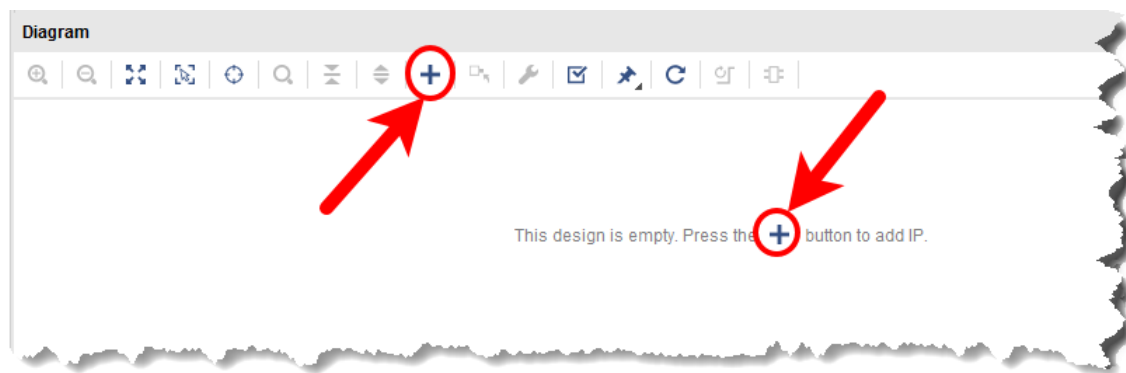 Diagram
This design is empty. Press the + button to add IP.